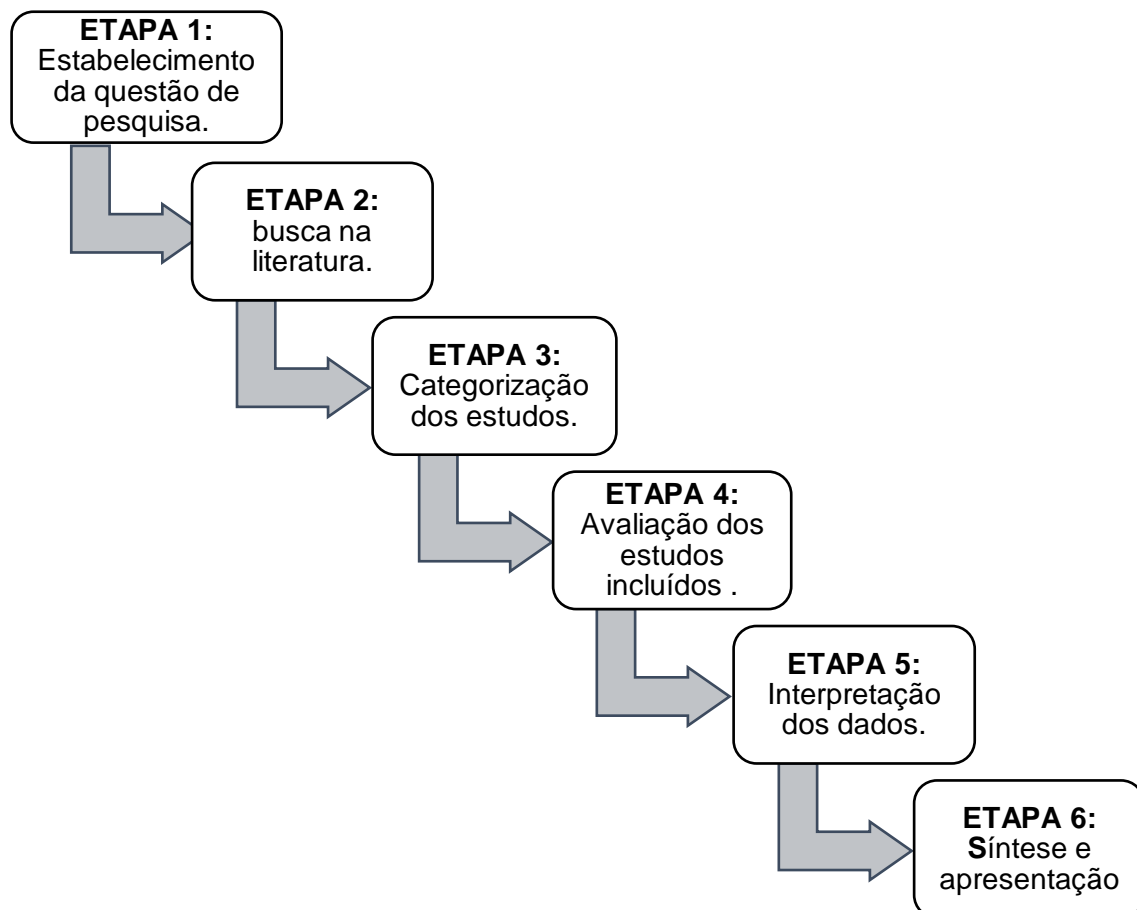 ETAPA 1:
Estabelecimento
da questão de
pesquisa.
ETAPA 2:
busca na
literatura.
ETAPA 3:
Categorização
dos estudos.
ETAPA 4:
Avaliação dos
estudos
incluídos .
ETAPA 5:
Interpretação
dos dados.
ETAPA 6:
Síntese e
apresentação